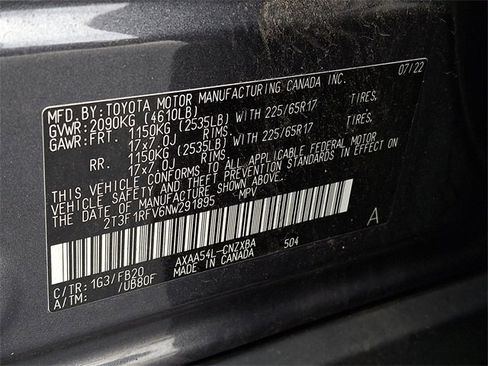 MFD.BY: TOYOTA MOTOR MANUFACTURING CANADA INC. 07/22
GVWR: 2090KG (4610LB)
GAWR: FRT. 1150KG (2535LB) WITH 225/65R17 TIRES,
17x7.0J RIMS
RR. 1150KG (2535LB) WITH 225/65R17 TIRES,
17x7.0J RIMS
THIS VEHICLE CONFORMS TO ALL APPLICABLE FEDERAL MOTOR
VEHICLE SAFETY AND THEFT PREVENTION STANDARDS IN EFFECT ON
THE DATE OF MANUFACTURE SHOWN ABOVE.
2T3F1RFV6NW291895 MPV
A
AXAA54L-CNZXBA 504
C/TR: 1G3/FB20 MADE IN CANADA
A/TM: /UB80F